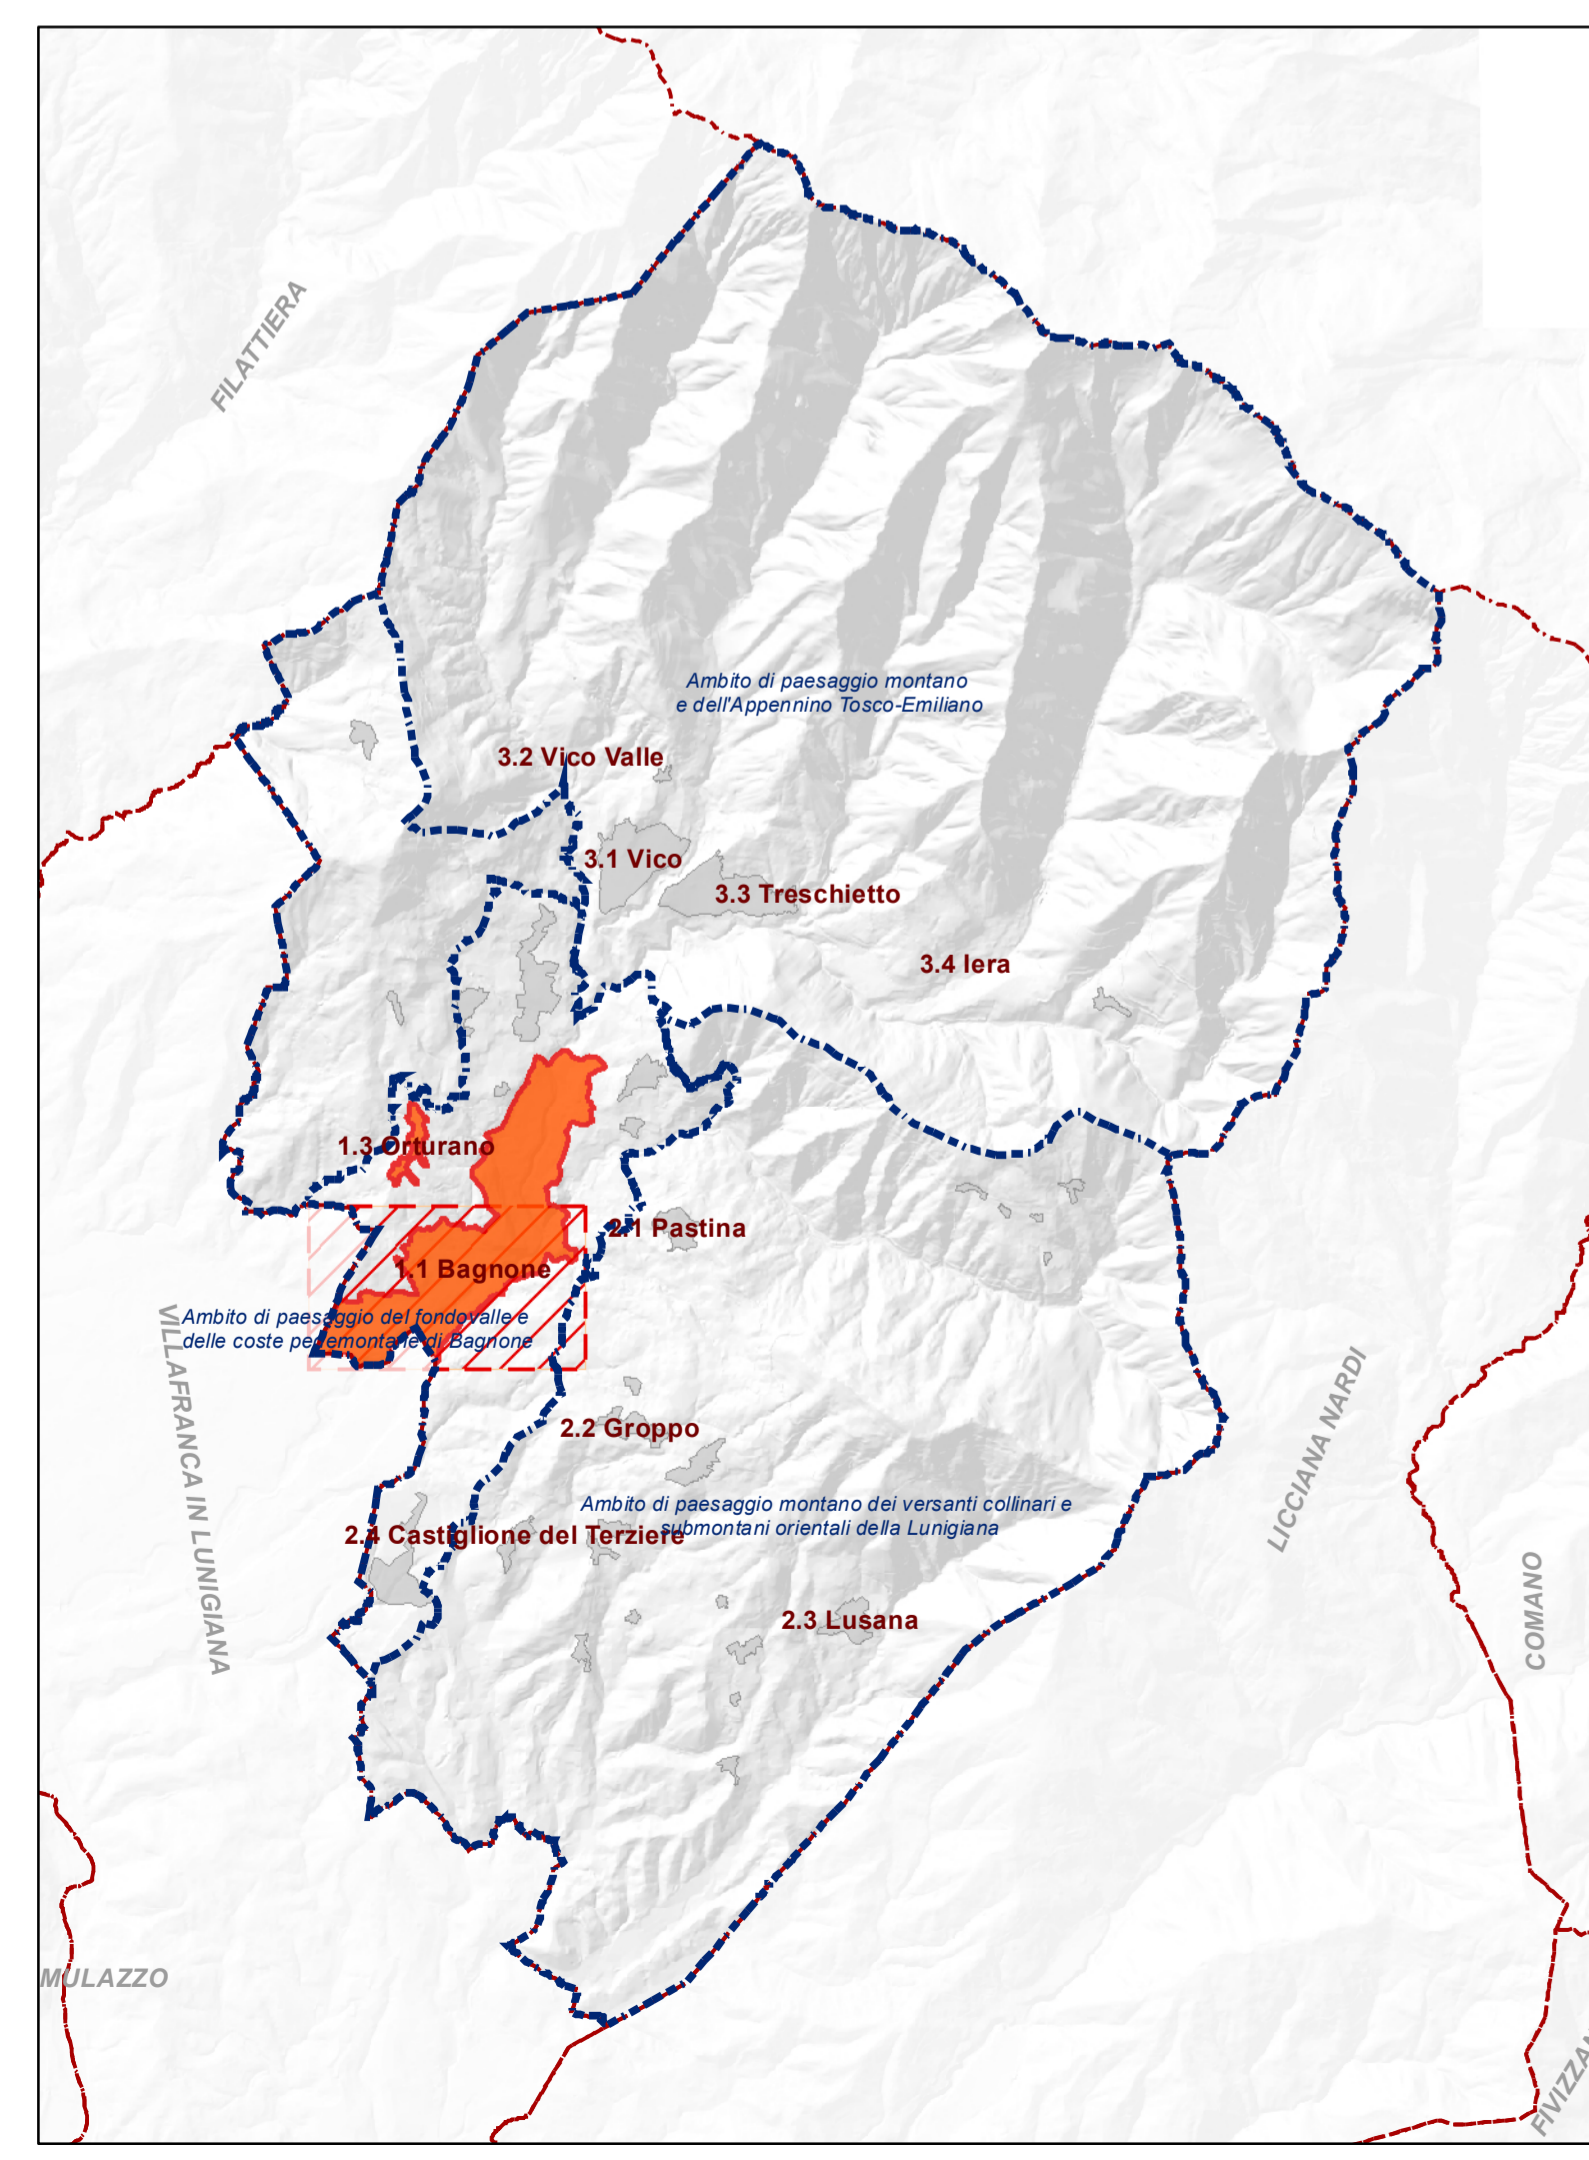 FILATTIERA
Ambito di paesaggio montano
e dell'Appennino Tosco-Emiliano
3.2 Vico Valle
3.1 Vico
3.3 Treschietto
3.4 Iera
1.3 Orturano
2.1 Pastina
1.1 Bagnone
Ambito di paesaggio del fondovalle e
delle coste pedemontane di Bagnone
VILLAFRANCA IN LUNIGIANA
LICCIANA NARDI
2.2 Groppo
Ambito di paesaggio montano dei versanti collinari e
submontani orientali della Lunigiana
2.4 Castiglione del Terziere
COMANO
2.3 Lusana
MULAZZO
FIVIZZAN